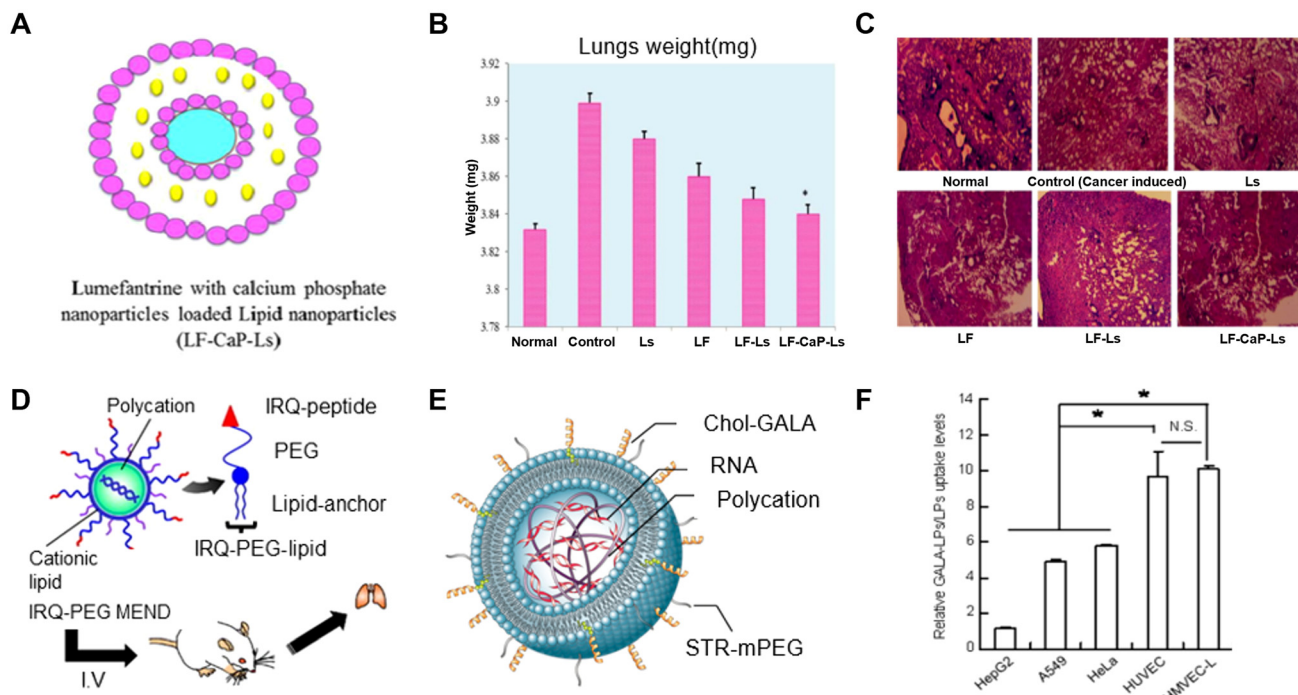 A
Lumefantrine with calcium phosphate
nanoparticles loaded Lipid nanoparticles
(LF-CaP-Ls)
B
Lungs weight(mg)
Weight (mg)
3.92
3.9
3.88
3.86
3.84
3.82
3.8
3.78
*
Normal Control Ls LF LF-Ls LF-CaP-Ls
C
Normal Control (Cancer induced) Ls
LF LF-Ls LF-CaP-Ls
D
Polycation
IRQ-peptide
PEG
Lipid-anchor
IRQ-PEG-lipid
Cationic
lipid
IRQ-PEG MEND
I.V
E
Chol-GALA
RNA
Polycation
STR-mPEG
F
Relative GALA-LPs/LPs uptake levels
14
12
10
8
6
4
2
0
*
*
N.S.
HepG2 A549 HeLa HUVEC HMVEC-L